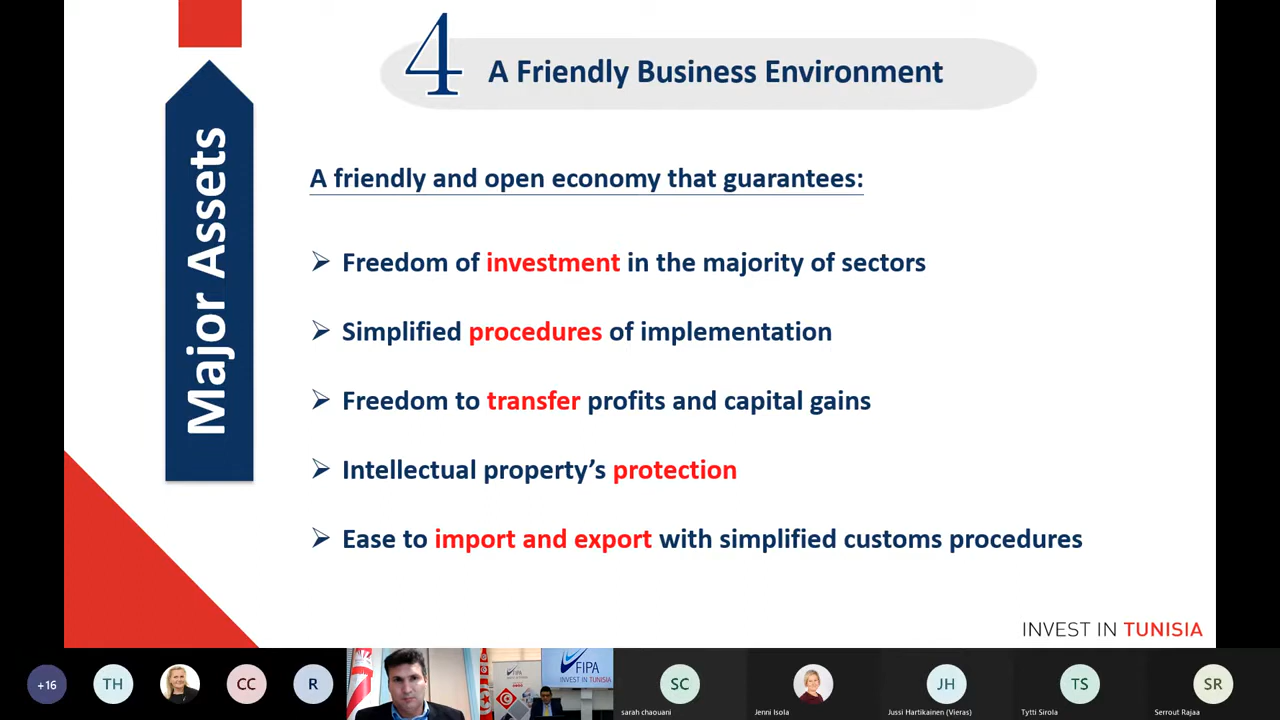 4
A Friendly Business Environment
Major Assets
A friendly and open economy that guarantees:
Freedom of investment in the majority of sectors
Simplified procedures of implementation
Freedom to transfer profits and capital gains
Intellectual property’s protection
Ease to import and export with simplified customs procedures
INVEST IN TUNISIA
+16
TH
CC
R
FIPA
FIPA
INVEST IN TUNISIA
SC
sarah chaouani
Jenni Isola
JH
Jussi Hartikainen (Vieras)
TS
Tytti Sirola
SR
Serrout Rajaa